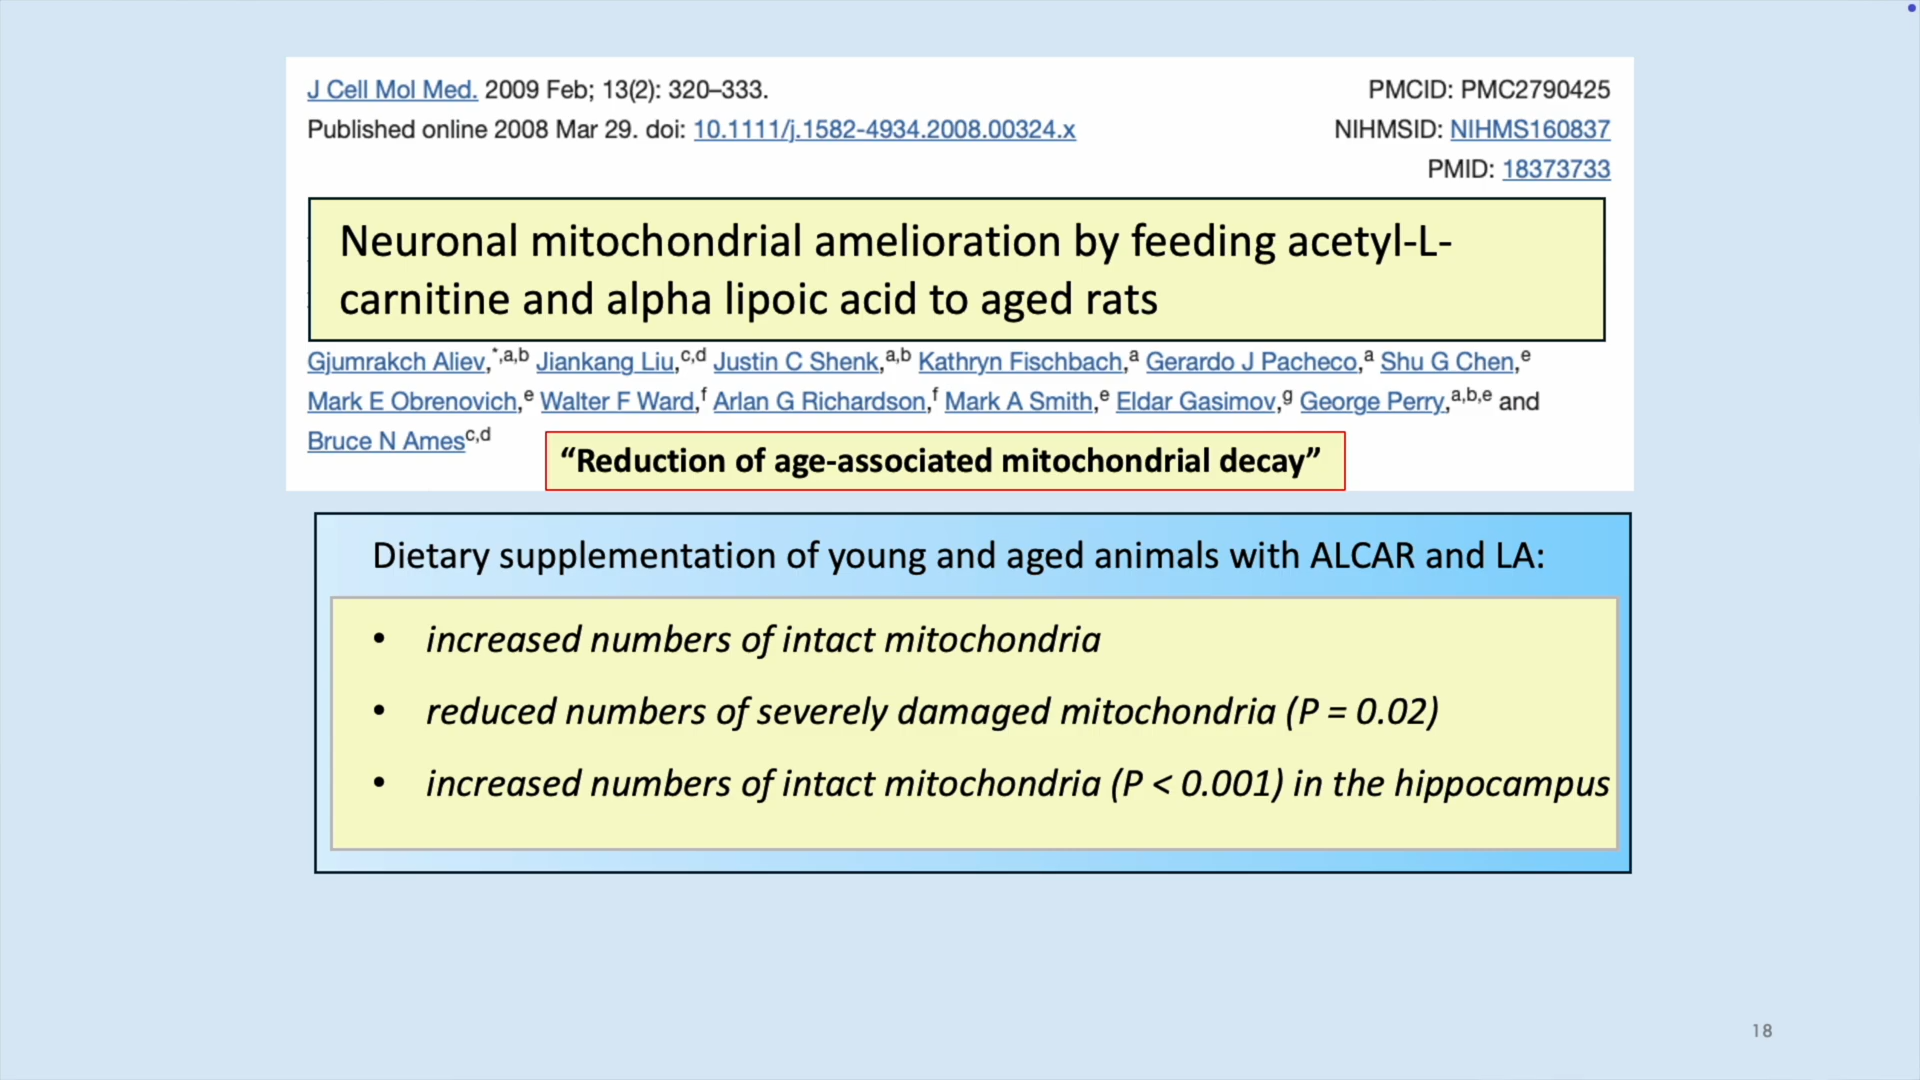 J Cell Mol Med. 2009 Feb; 13(2): 320–333.
PMCID: PMC2790425
Published online 2008 Mar 29. doi: 10.1111/j.1582-4934.2008.00324.x
NIHMSID: NIHMS160837
PMID: 18373733
Neuronal mitochondrial amelioration by feeding acetyl-L-
carnitine and alpha lipoic acid to aged rats
Gjumrakch Aliev,*,a,b Jiankang Liu,c,d Justin C Shenk,a,b Kathryn Fischbach,a Gerardo J Pacheco,a Shu G Chen,e
Mark E Obrenovich,e Walter F Ward,f Arlan G Richardson,f Mark A Smith,e Eldar Gasimov,g George Perry,a,b,e and
Bruce N Amesc,d
“Reduction of age-associated mitochondrial decay”
Dietary supplementation of young and aged animals with ALCAR and LA:
• increased numbers of intact mitochondria
• reduced numbers of severely damaged mitochondria (P = 0.02)
• increased numbers of intact mitochondria (P < 0.001) in the hippocampus
18